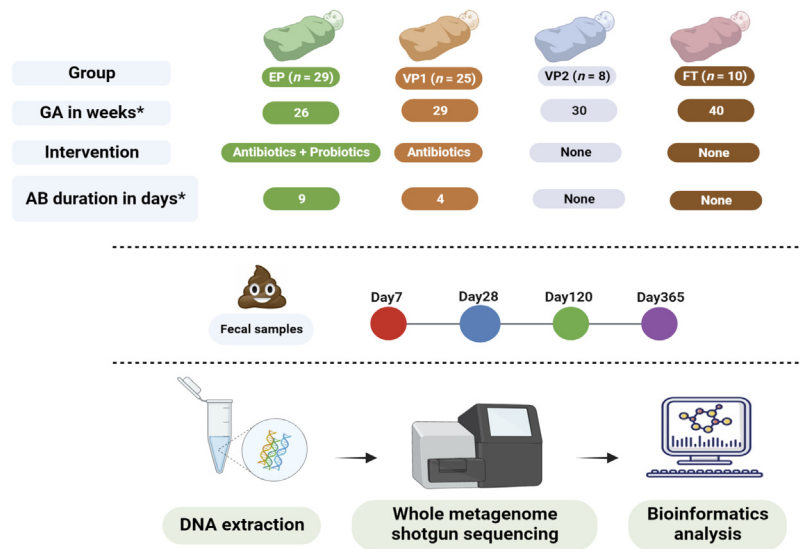 Group
EP (n = 29)
VP1 (n = 25)
VP2 (n = 8)
FT (n = 10)
GA in weeks*
26
29
30
40
Intervention
Antibiotics + Probiotics
Antibiotics
None
None
AB duration in days*
9
4
None
None
Day7
Day28
Day120
Day365
Fecal samples
DNA extraction
Whole metagenome
shotgun sequencing
Bioinformatics
analysis